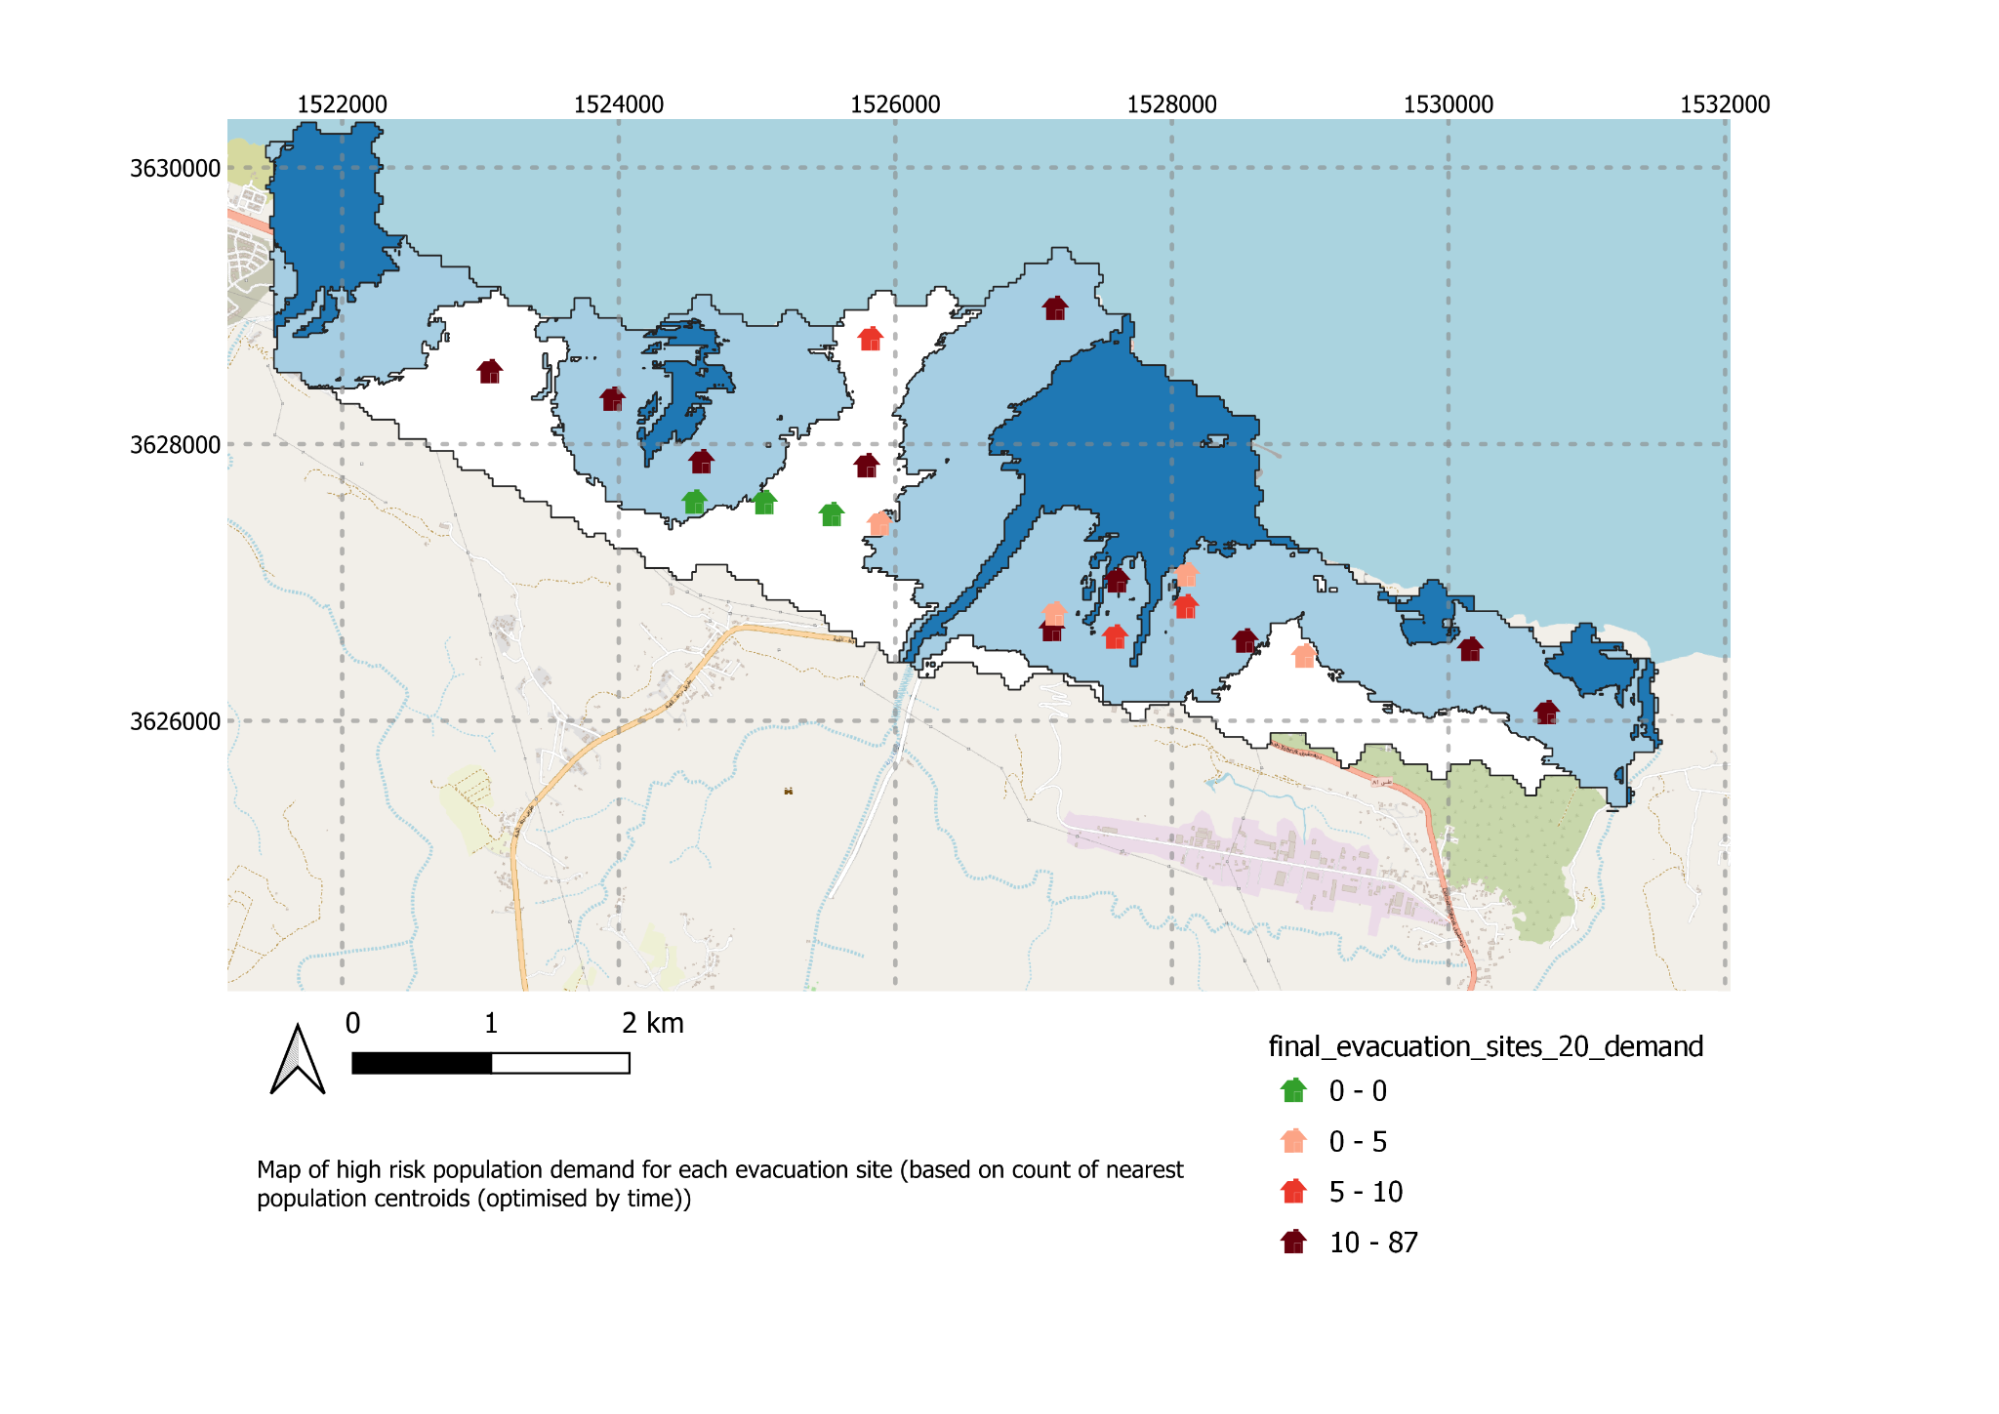 1522000 1524000 1526000 1528000 1530000 1532000
3630000
3628000
3626000
0 1 2 km
final_evacuation_sites_20_demand
0 - 0
0 - 5
5 - 10
10 - 87
Map of high risk population demand for each evacuation site (based on count of nearest
population centroids (optimised by time))